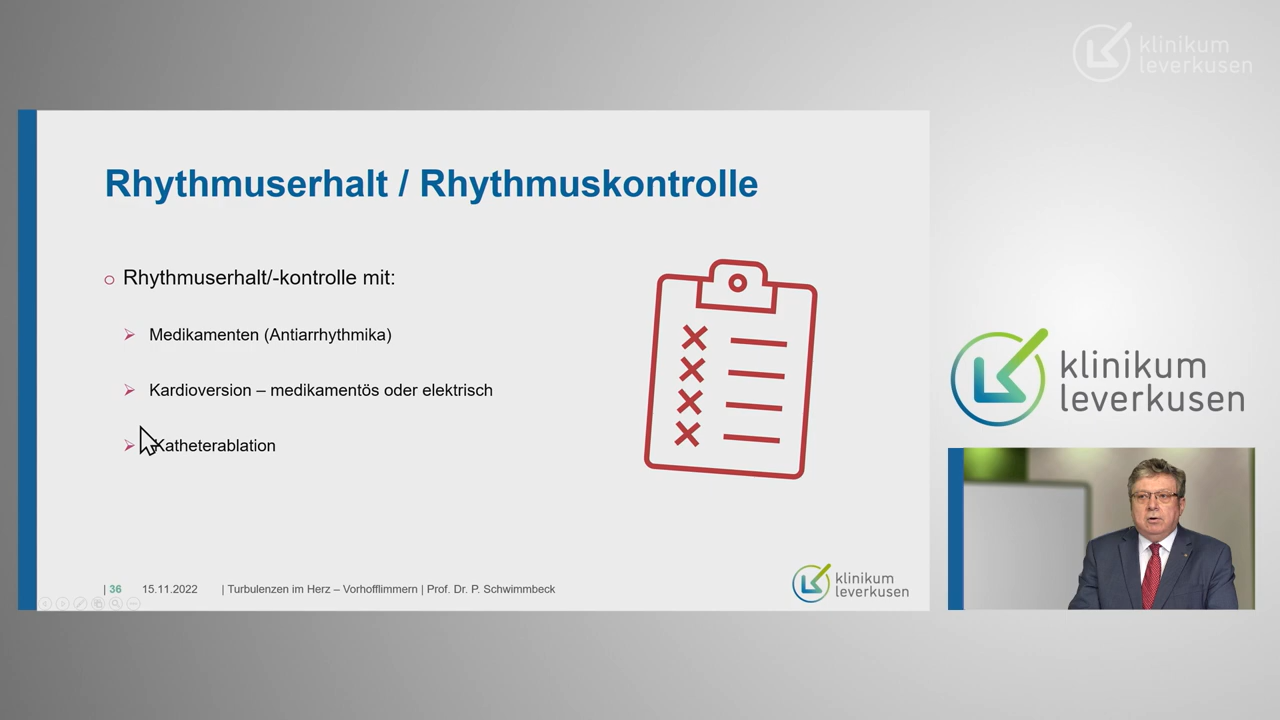 klinikum
leverkusen
Rhythmuserhalt / Rhythmuskontrolle
Rhythmuserhalt/-kontrolle mit:
Medikamenten (Antiarrhythmika)
Kardioversion – medikamentös oder elektrisch
Katheterablation
klinikum
leverkusen
| 36 15.11.2022 | Turbulenzen im Herz – Vorhofflimmern | Prof. Dr. P. Schwimmbeck
klinikum
leverkusen